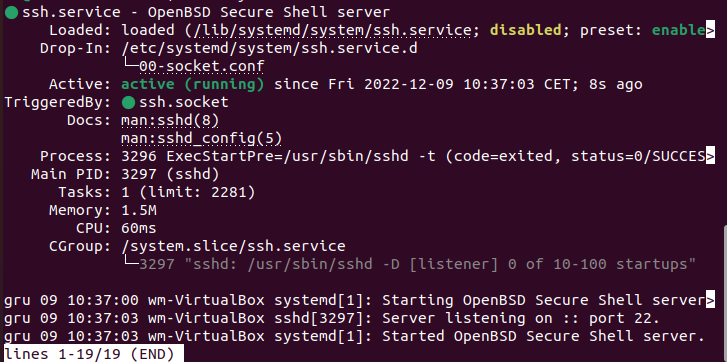 ● ssh.service - OpenBSD Secure Shell server
Loaded: loaded (/lib/systemd/system/ssh.service; disabled; preset: enable>
Drop-In: /etc/systemd/system/ssh.service.d
└─00-socket.conf
Active: active (running) since Fri 2022-12-09 10:37:03 CET; 8s ago
TriggeredBy: ● ssh.socket
Docs: man:sshd(8)
man:sshd_config(5)
Process: 3296 ExecStartPre=/usr/sbin/sshd -t (code=exited, status=0/SUCCES>
Main PID: 3297 (sshd)
Tasks: 1 (limit: 2281)
Memory: 1.5M
CPU: 60ms
CGroup: /system.slice/ssh.service
└─3297 "sshd: /usr/sbin/sshd -D [listener] 0 of 10-100 startups"
gru 09 10:37:00 wm-VirtualBox systemd[1]: Starting OpenBSD Secure Shell server>
gru 09 10:37:03 wm-VirtualBox sshd[3297]: Server listening on :: port 22.
gru 09 10:37:03 wm-VirtualBox systemd[1]: Started OpenBSD Secure Shell server.
lines 1-19/19 (END)